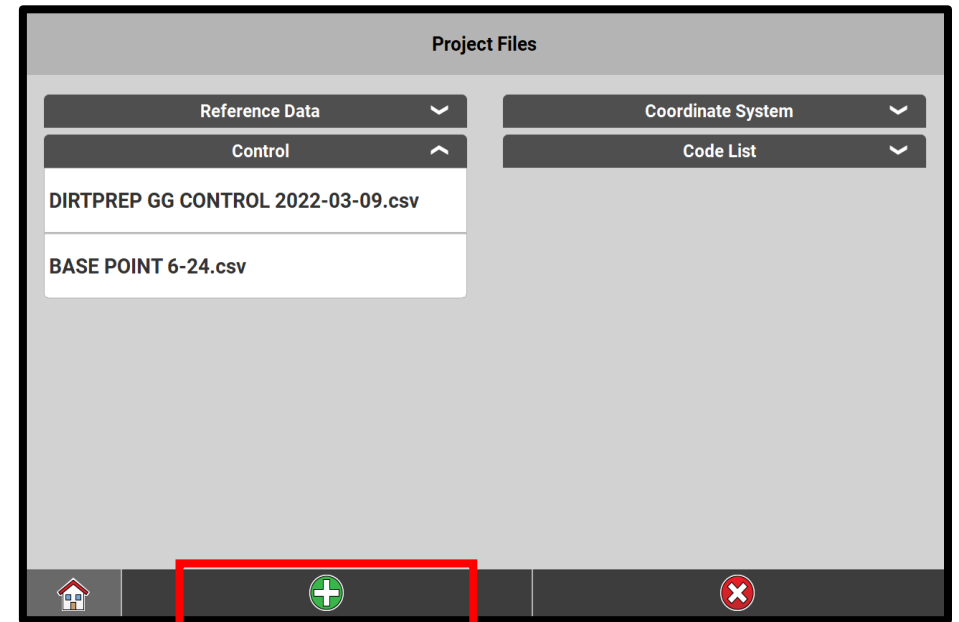 Project Files
Reference Data
Control
DIRTPREP GG CONTROL 2022-03-09.csv
BASE POINT 6-24.csv
Coordinate System
Code List